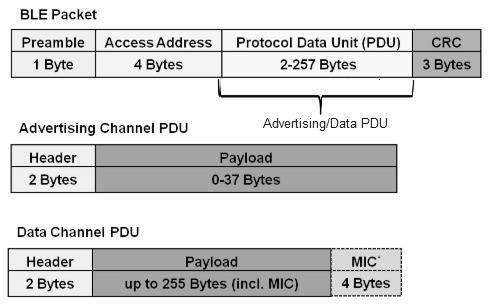 BLE Packet
Preamble Access Address Protocol Data Unit (PDU) CRC
1 Byte 4 Bytes 2-257 Bytes 3 Bytes
Advertising/Data PDU
Advertising Channel PDU
Header Payload
2 Bytes 0-37 Bytes
Data Channel PDU
Header Payload MIC*
2 Bytes up to 255 Bytes (incl. MIC) 4 Bytes